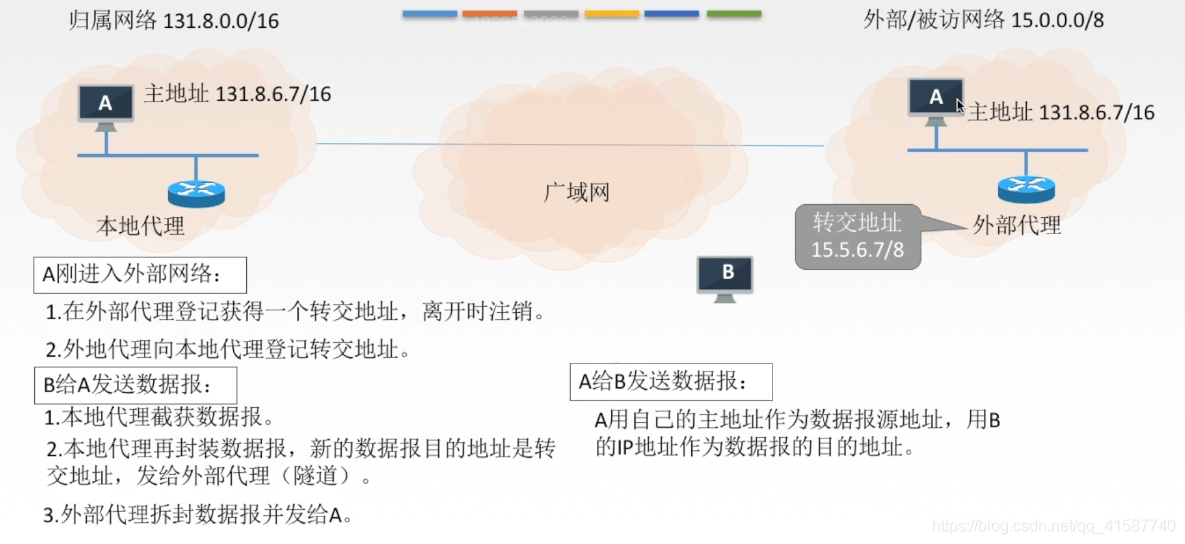 归属网络 131.8.0.0/16
外部/被访网络 15.0.0.0/8
A
主地址 131.8.6.7/16
A
主地址 131.8.6.7/16
广域网
本地代理
转交地址
15.5.6.7/8
外部代理
B
A刚进入外部网络：
1.在外部代理登记获得一个转交地址，离开时注销。
2.外地代理向本地代理登记转交地址。
B给A发送数据报：
1.本地代理截获数据报。
2.本地代理再封装数据报，新的数据报目的地址是转
交地址，发给外部代理（隧道）。
3.外部代理拆封数据报并发给A。
A给B发送数据报：
A用自己的主地址作为数据报源地址，用B
的IP地址作为数据报的目的地址。
https://blog.csdn.net/qq_41587740